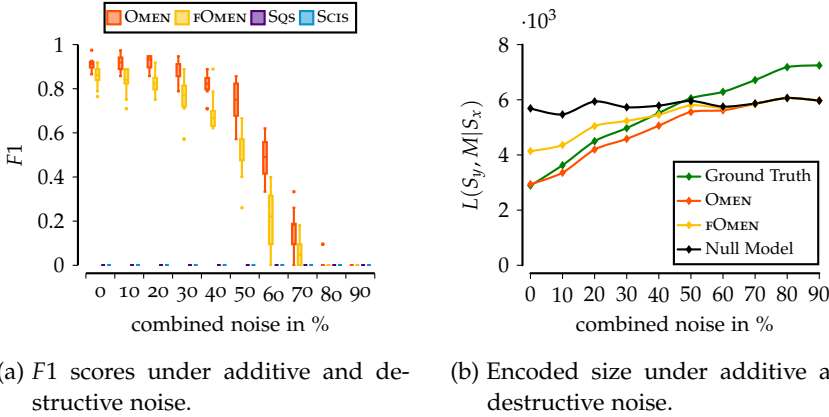 OMEN fOMEN SQS SCIS
1
0.8
0.6
0.4
0.2
0
F1
0 10 20 30 40 50 60 70 80 90
combined noise in %
(a) F1 scores under additive and de-
structive noise.
·10³
8
6
4
2
0
L(S_y, M|S_x)
Ground Truth
OMEN
fOMEN
Null Model
0 10 20 30 40 50 60 70 80 90
combined noise in %
(b) Encoded size under additive a
destructive noise.